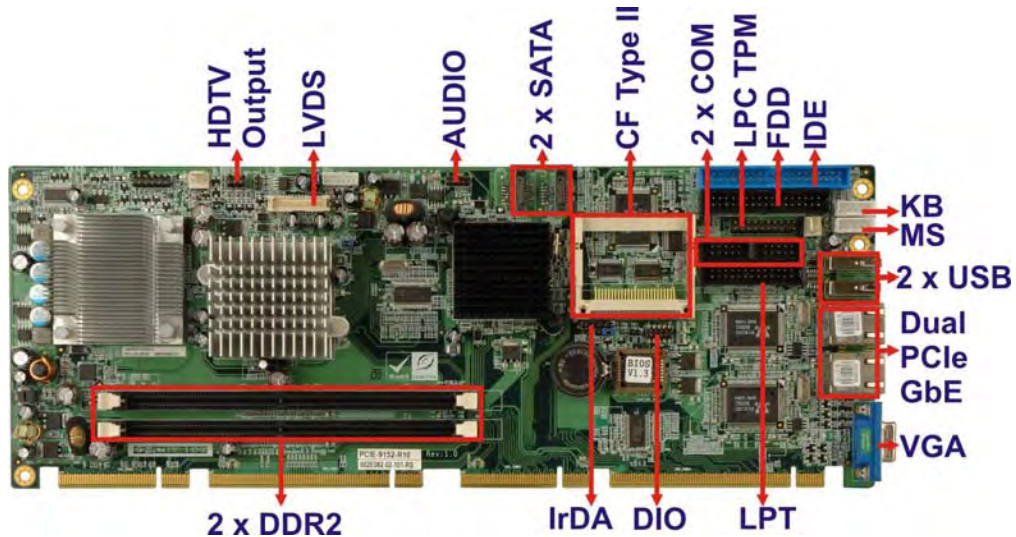 HDTV
Output
LVDS
AUDIO
2 x SATA
CF Type II
2 x COM
LPC TPM
FDD
IDE
KB
MS
2 x USB
Dual
PCIe
GbE
VGA
BIOS
V1.3
PCIE-9152-R10
Rev:1.0
2 x DDR2
IrDA
DIO
LPT